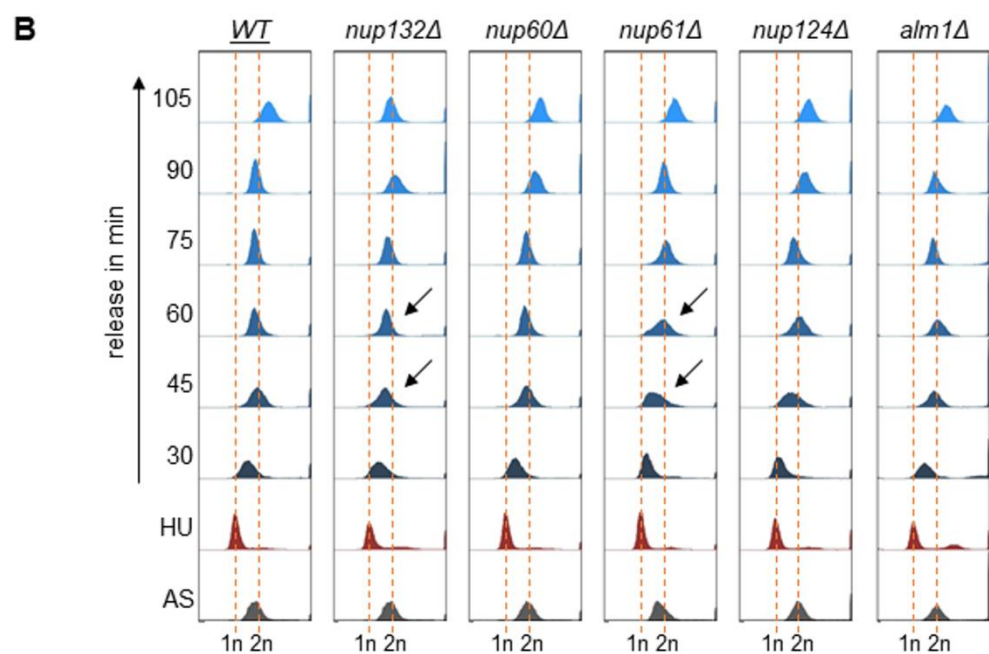 B
WT nup132Δ nup60Δ nup61Δ nup124Δ alm1Δ
release in min
105
90
75
60
45
30
HU
AS
1n 2n 1n 2n 1n 2n 1n 2n 1n 2n 1n 2n